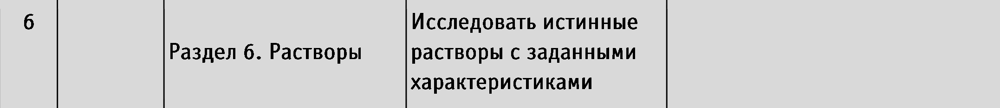 6
Раздел 6. Растворы
Исследовать истинные
растворы с заданными
характеристиками